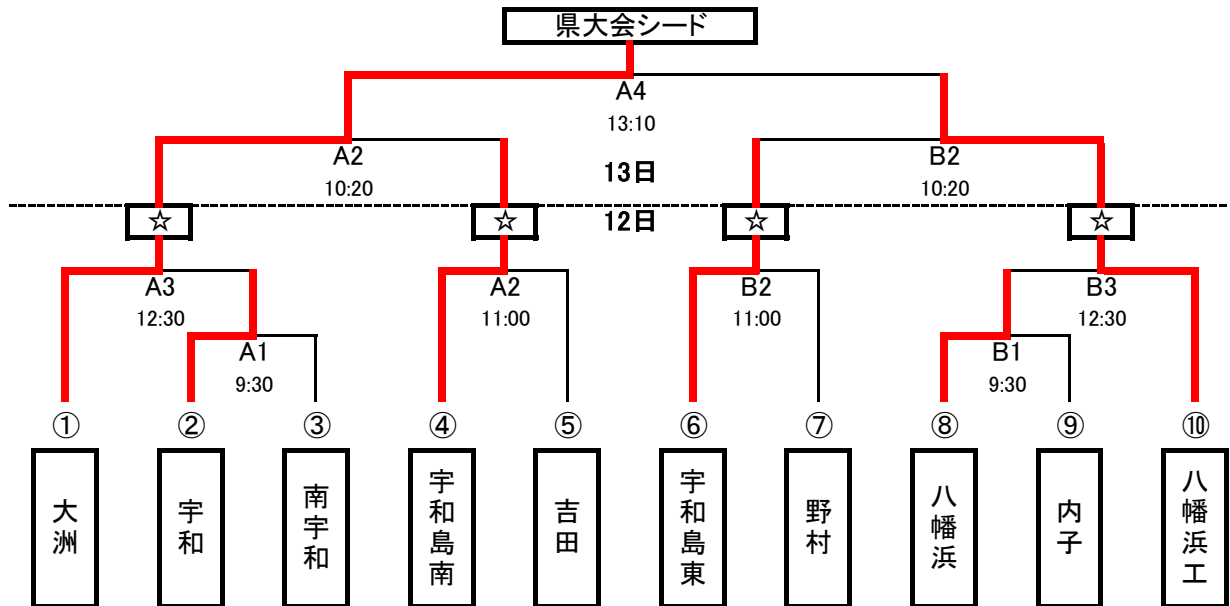 県大会シード
A4
13:10
A2
B2
13日
10:20
10:20
☆
☆
12日
☆
☆
A3
A2
B2
B3
12:30
11:00
11:00
12:30
A1
B1
9:30
9:30
①
②
③
④
⑤
⑥
⑦
⑧
⑨
⑩
大洲
宇和
南宇和
宇和島南
吉田
宇和島東
野村
八幡浜
内子
八幡浜工